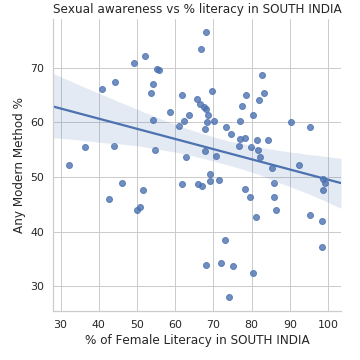 Sexual awareness vs % literacy in SOUTH INDIA
Any Modern Method %
70
60
50
40
30
30 40 50 60 70 80 90 100
% of Female Literacy in SOUTH INDIA